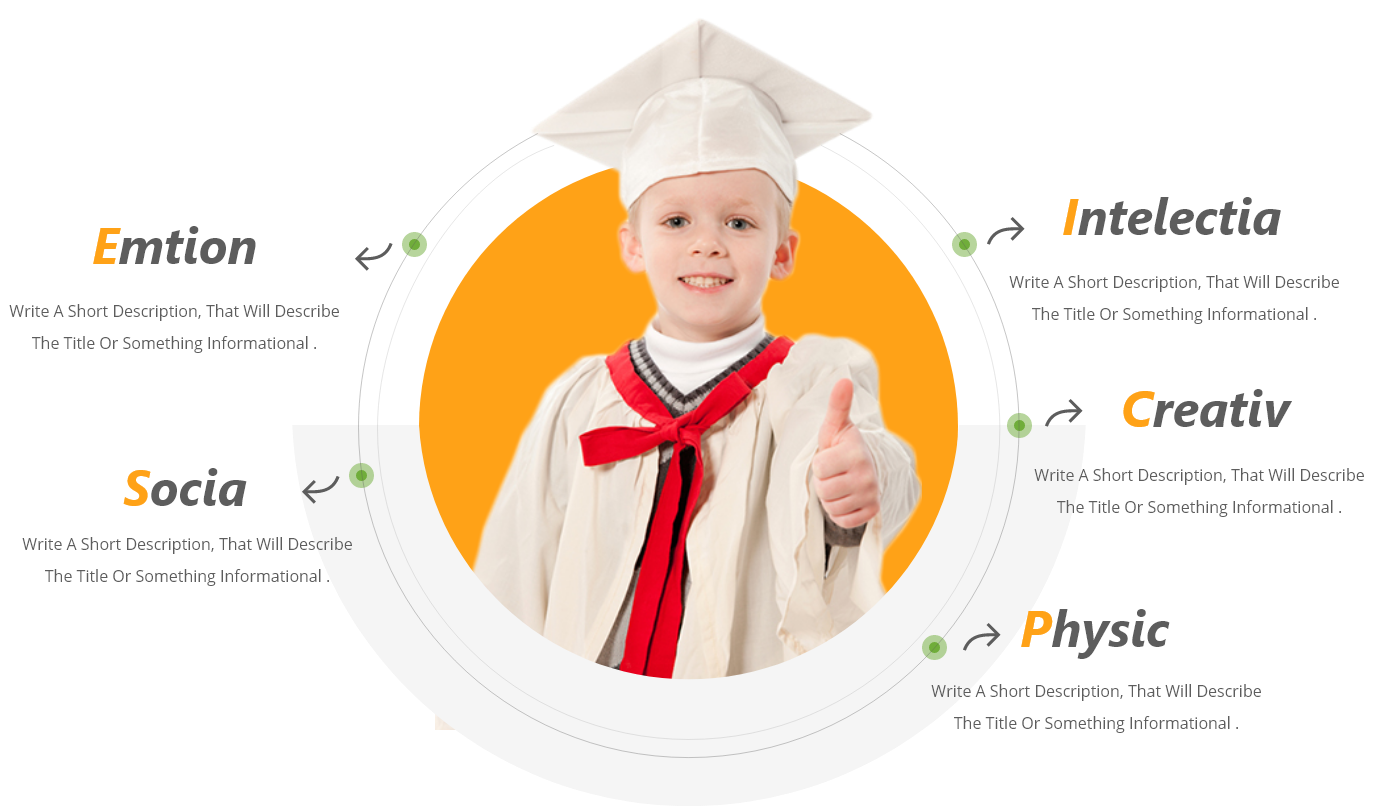 Emtion
Write A Short Description, That Will Describe
The Title Or Something Informational .
Socia
Write A Short Description, That Will Describe
The Title Or Something Informational .
Intelectia
Write A Short Description, That Will Describe
The Title Or Something Informational .
Creativ
Write A Short Description, That Will Describe
The Title Or Something Informational .
Physic
Write A Short Description, That Will Describe
The Title Or Something Informational .